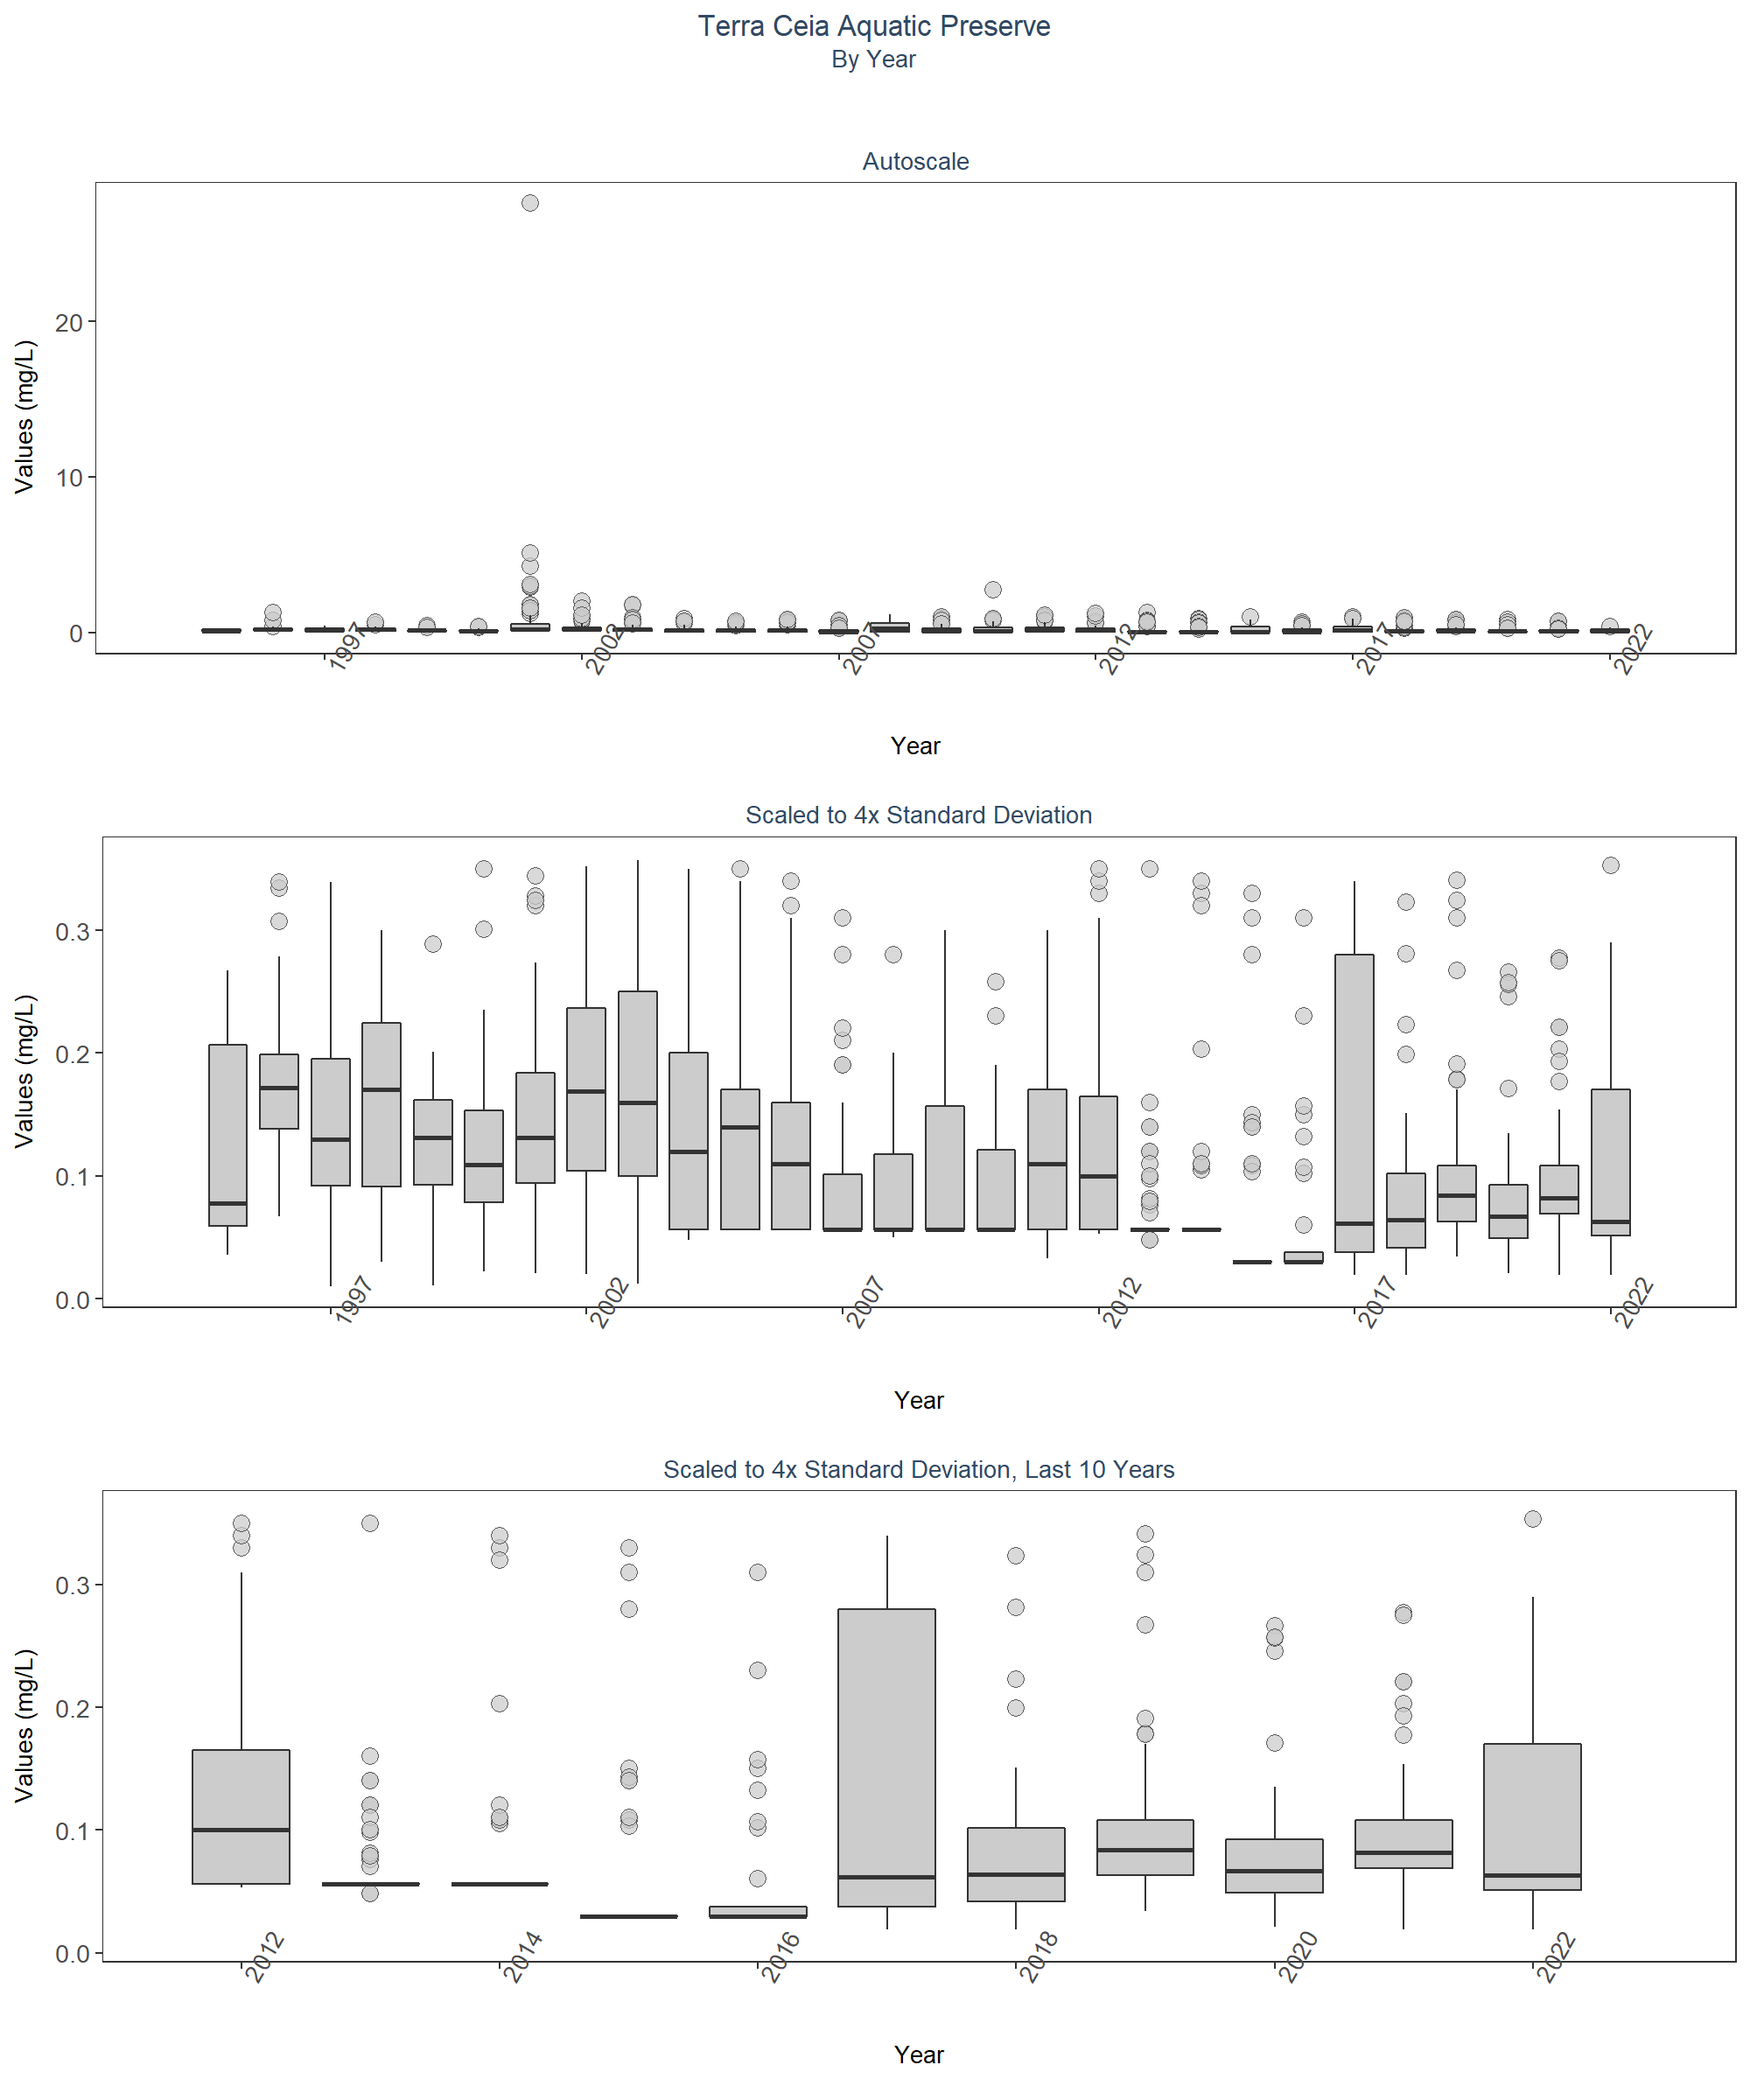 Terra Ceia Aquatic Preserve
By Year
Autoscale
Values (mg/L)
20
10
0
1997 2002 2007 2012 2017 2022
Year
Scaled to 4x Standard Deviation
Values (mg/L)
0.3
0.2
0.1
0.0
1997 2002 2007 2012 2017 2022
Year
Scaled to 4x Standard Deviation, Last 10 Years
Values (mg/L)
0.3
0.2
0.1
0.0
2012 2014 2016 2018 2020 2022
Year